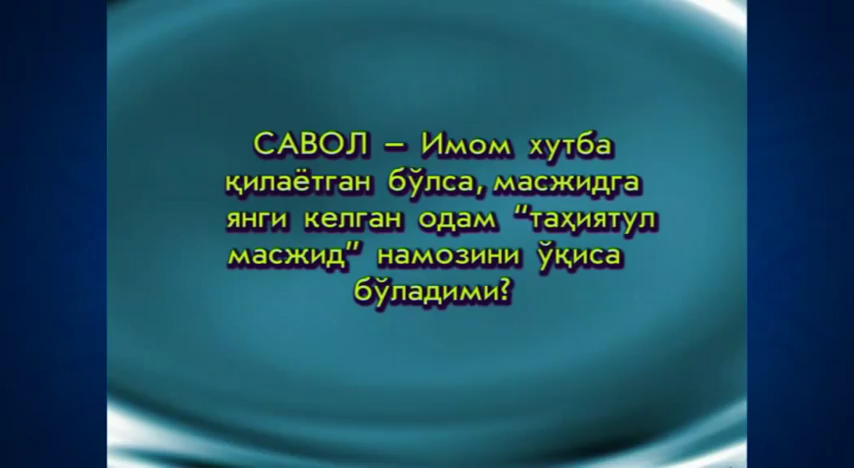 САВОЛ – Имом хутба
қилаётган бўлса, масжидга
янги келган одам “таҳиятул
масжид” намозини ўқиса
бўладими?